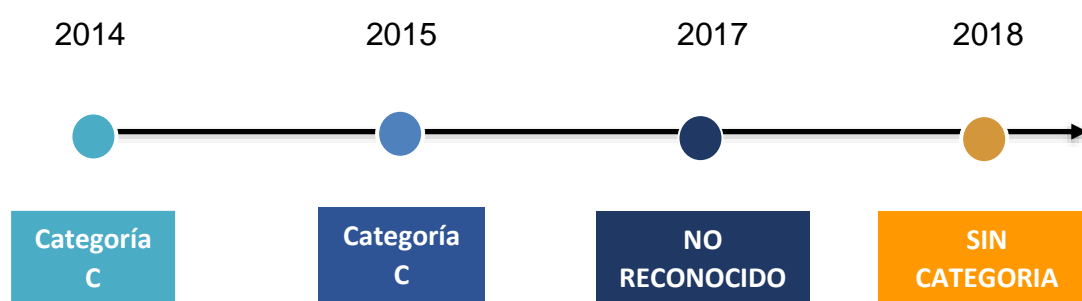 2014
2015
2017
2018
Categoría
C
Categoría
C
NO
RECONOCIDO
SIN
CATEGORIA